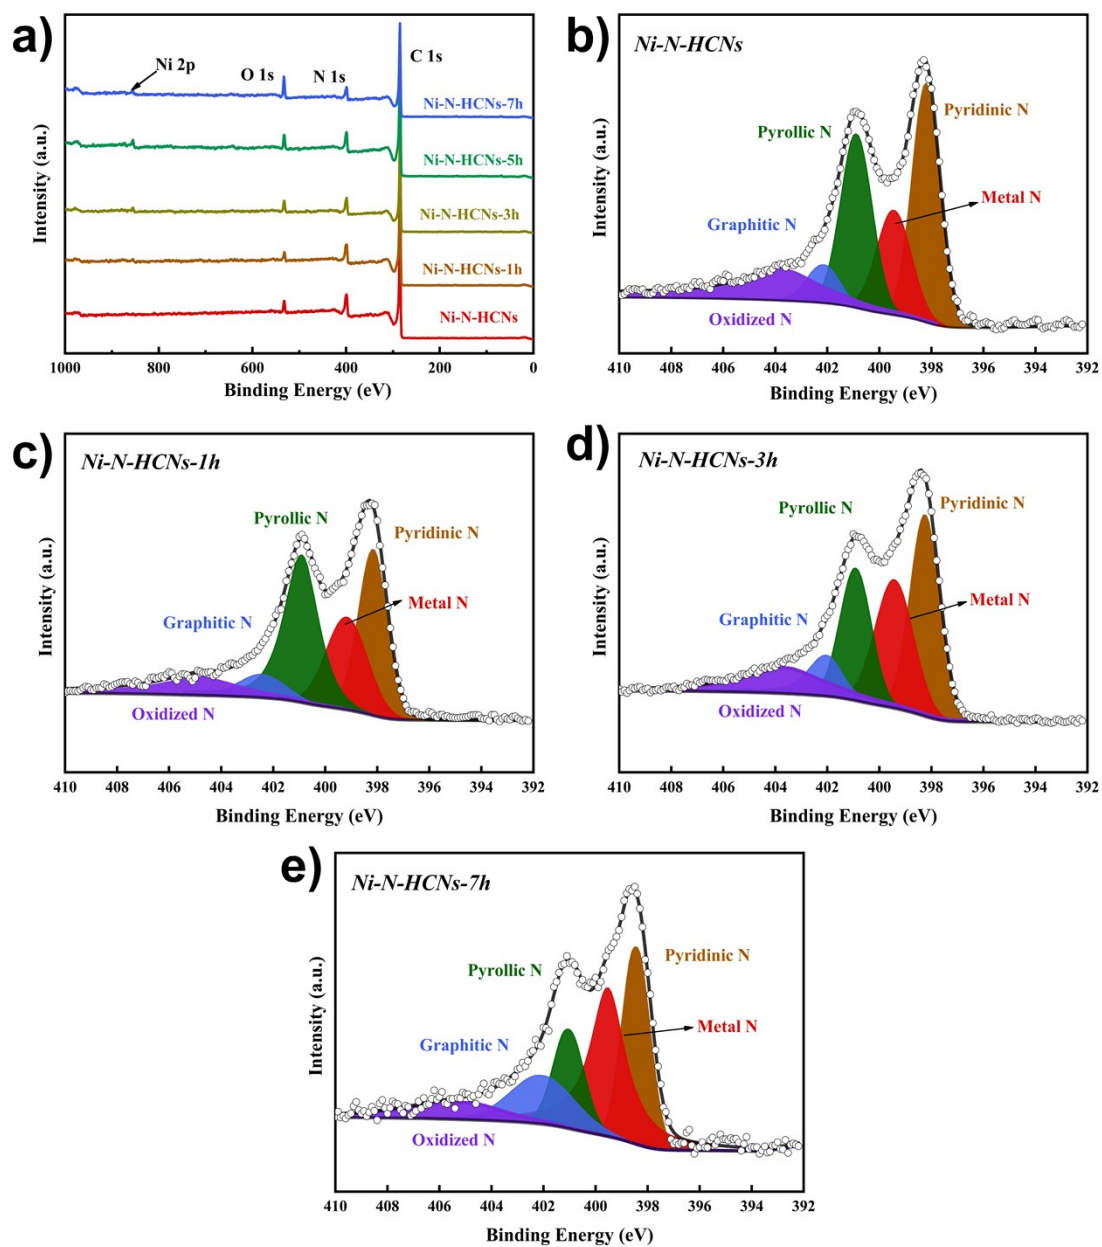 a)
Ni 2p
O 1s
N 1s
C 1s
Ni-N-HCNs-7h
Ni-N-HCNs-5h
Ni-N-HCNs-3h
Ni-N-HCNs-1h
Ni-N-HCNs
Intensity (a.u.)
1000 800 600 400 200 0
Binding Energy (eV)
b)
Ni-N-HCNs
Pyridinic N
Pyrollic N
Metal N
Graphitic N
Oxidized N
Intensity (a.u.)
410 408 406 404 402 400 398 396 394 392
Binding Energy (eV)
c)
Ni-N-HCNs-1h
Pyrollic N
Pyridinic N
Metal N
Graphitic N
Oxidized N
Intensity (a.u.)
410 408 406 404 402 400 398 396 394 392
Binding Energy (eV)
d)
Ni-N-HCNs-3h
Pyrollic N
Pyridinic N
Metal N
Graphitic N
Oxidized N
Intensity (a.u.)
410 408 406 404 402 400 398 396 394 392
Binding Energy (eV)
e)
Ni-N-HCNs-7h
Pyrollic N
Pyridinic N
Metal N
Graphitic N
Oxidized N
Intensity (a.u.)
410 408 406 404 402 400 398 396 394 392
Binding Energy (eV)